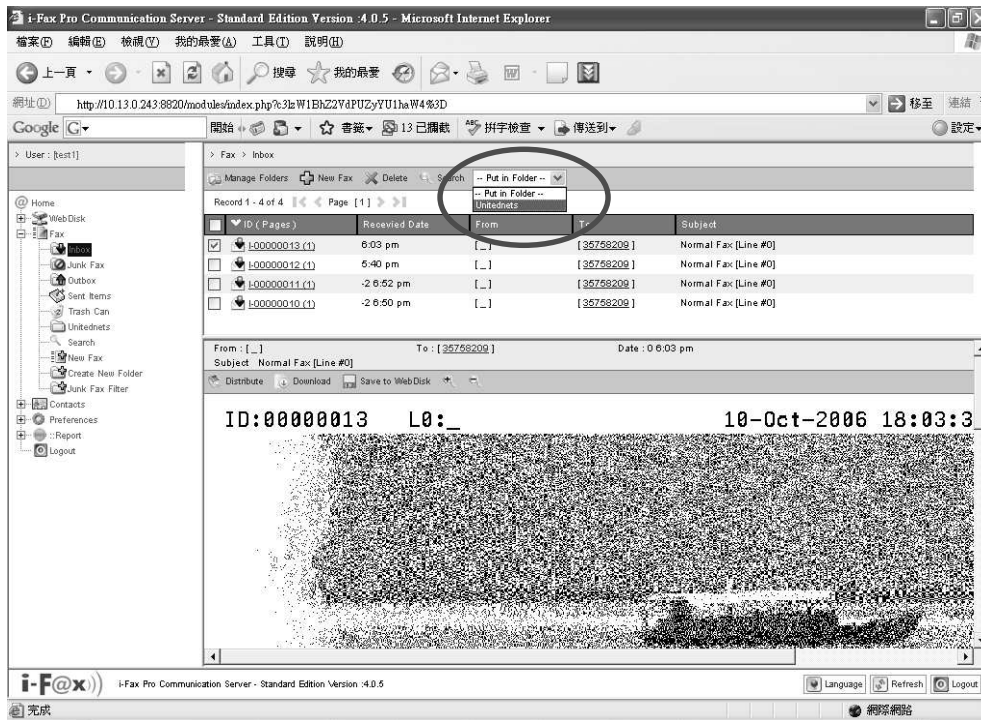 i-Fax Pro Communication Server - Standard Edition Version :4.0.5 - Microsoft Internet Explorer
檔案(F) 編輯(E) 檢視(V) 我的最愛(A) 工具(T) 說明(H)
上一頁 搜尋 我的最愛
網址(D) http://10.13.0.243:8820/modules/index.php? 移至 連結
Google G 開始 書籤 13 已攔截 ABC 拼字檢查 傳送到 設定
> User : [test1]
> Fax > Inbox
Manage Folders New Fax Delete Search -- Put in Folder --
-- Put in Folder --
Unitednets
Record 1 - 4 of 4 Page [ 1 ]
ID ( Pages ) Recevied Date From To Subject
I-00000013 (1) 6:03 pm [ _ ] [ 35758209 ] Normal Fax [Line #0]
I-00000012 (1) 5:40 pm [ _ ] [ 35758209 ] Normal Fax [Line #0]
I-00000011 (1) -2 6:52 pm [ _ ] [ 35758209 ] Normal Fax [Line #0]
I-00000010 (1) -2 6:50 pm [ _ ] [ 35758209 ] Normal Fax [Line #0]
Home
WebDisk
Fax
Inbox
Junk Fax
Outbox
Sent Items
Trash Can
Unitednets
Search
New Fax
Create New Folder
Junk Fax Filter
Contacts
Preferences
::Report
Logout
From : [ _ ] To : [ 35758209 ] Date : 0 6:03 pm
Subject Normal Fax [Line #0]
Distribute Download Save to WebDisk
ID:00000013 L0:_ 10-Oct-2006 18:03:3
i-F@x i-Fax Pro Communication Server - Standard Edition Version :4.0.5 Language Refresh Logout
完成 網際網路